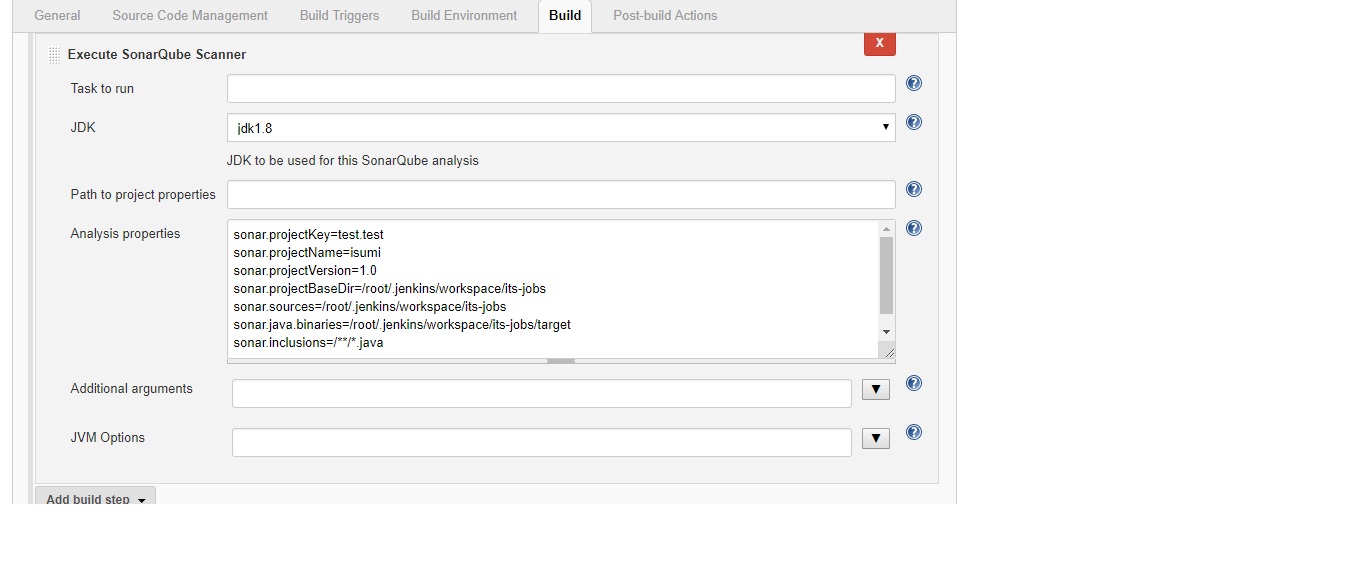 General Source Code Management Build Triggers Build Environment Build Post-build Actions
X
Execute SonarQube Scanner
Task to run
?
JDK
jdk1.8
?
JDK to be used for this SonarQube analysis
Path to project properties
?
Analysis properties
?
sonar.projectKey=test.test
sonar.projectName=isumi
sonar.projectVersion=1.0
sonar.projectBaseDir=/root/.jenkins/workspace/its-jobs
sonar.sources=/root/.jenkins/workspace/its-jobs
sonar.java.binaries=/root/.jenkins/workspace/its-jobs/target
sonar.inclusions=/**/*.java
Additional arguments
?
JVM Options
?
Add build step